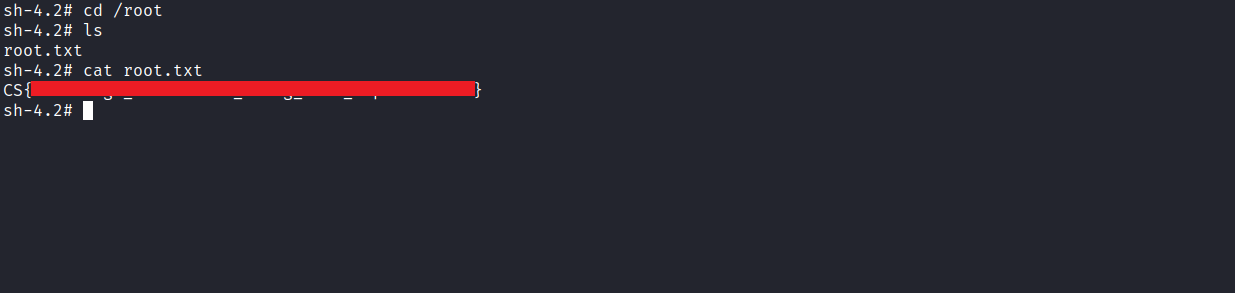 sh-4.2# cd /root
sh-4.2# ls
root.txt
sh-4.2# cat root.txt
CS{ }
sh-4.2#